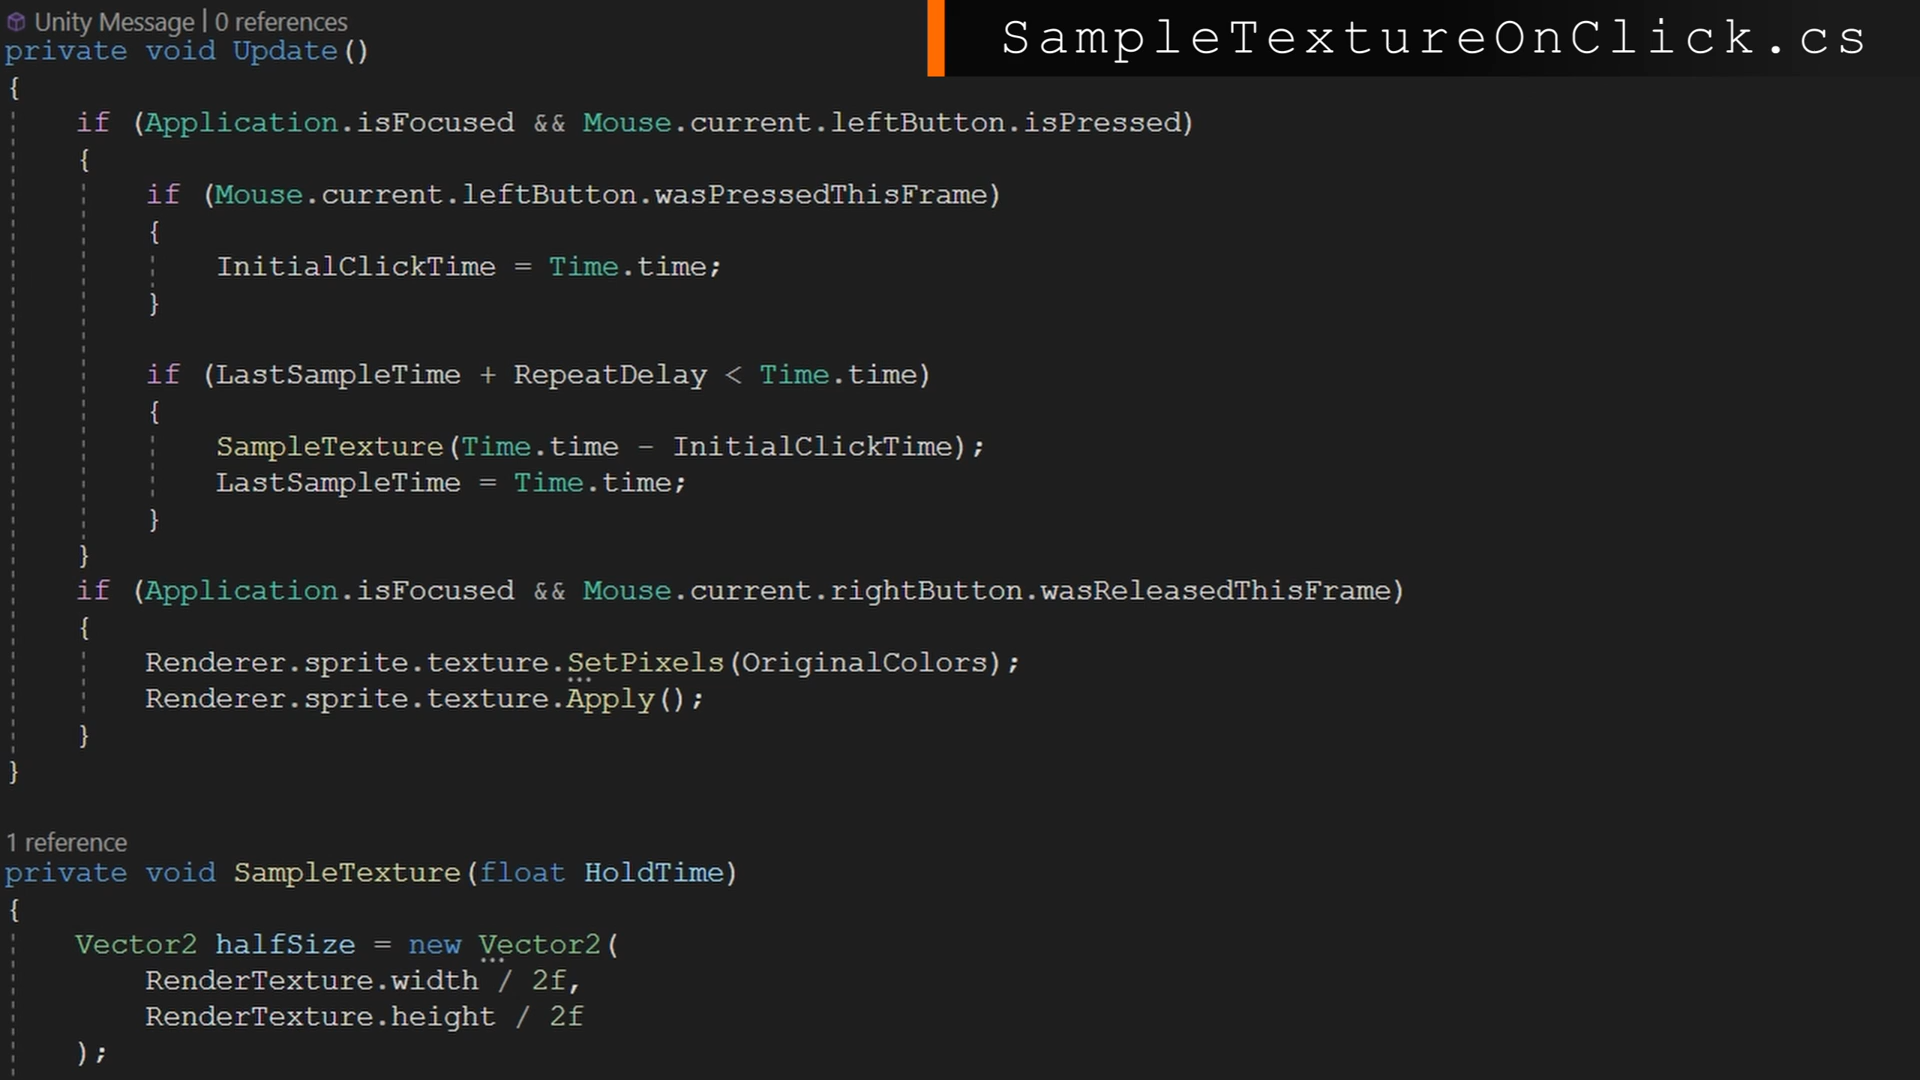 Unity Message | 0 references
SampleTextureOnClick.cs
private void Update()
{
    if (Application.isFocused && Mouse.current.leftButton.isPressed)
    {
        if (Mouse.current.leftButton.wasPressedThisFrame)
        {
            InitialClickTime = Time.time;
        }

        if (LastSampleTime + RepeatDelay < Time.time)
        {
            SampleTexture(Time.time - InitialClickTime);
            LastSampleTime = Time.time;
        }
    }
    if (Application.isFocused && Mouse.current.rightButton.wasReleasedThisFrame)
    {
        Renderer.sprite.texture.SetPixels(OriginalColors);
        Renderer.sprite.texture.Apply();
    }
}

1 reference
private void SampleTexture(float HoldTime)
{
    Vector2 halfSize = new Vector2(
        RenderTexture.width / 2f,
        RenderTexture.height / 2f
    );